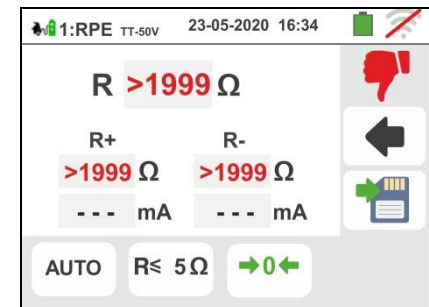 1:RPE TT-50V 23-05-2020 16:34
R >1999 Ω
R+ R-
>1999 Ω >1999 Ω
- - - mA - - - mA
AUTO R≤ 5Ω →0←